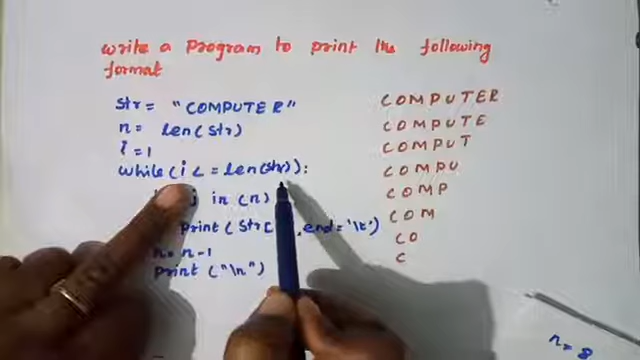 write a program to print the following
format
str = "COMPUTER"
n = len(str)
i=1
while(i <= len(str)):
j in (n)
print(str[ ,end='\t')
n = n-1
print("\n")
COMPUTER
COMPUTE
COMPUT
COMPU
COMP
COM
CO
C
n = 8